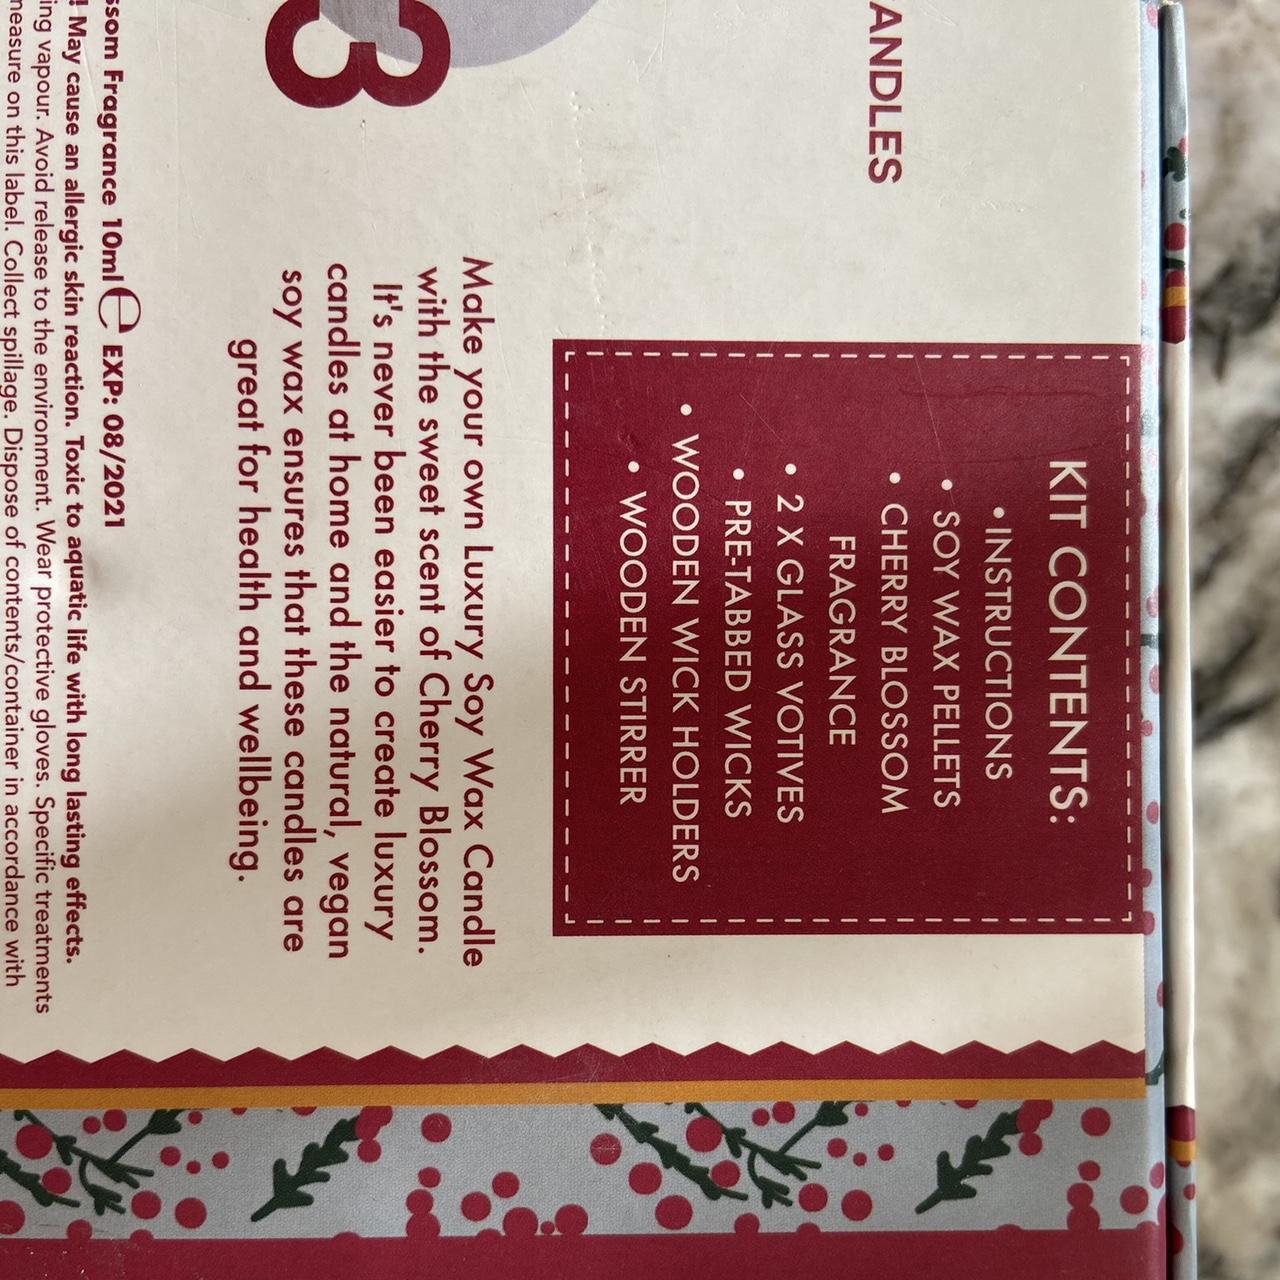 ANDLES
KIT CONTENTS:
• INSTRUCTIONS
• SOY WAX PELLETS
• CHERRY BLOSSOM
FRAGRANCE
• 2 X GLASS VOTIVES
• PRE-TABBED WICKS
• WOODEN WICK HOLDERS
• WOODEN STIRRER
3
Make your own Luxury Soy Wax Candle
with the sweet scent of Cherry Blossom.
It's never been easier to create luxury
candles at home and the natural, vegan
soy wax ensures that these candles are
great for health and wellbeing.
ssom Fragrance 10ml ℮ EXP: 08/2021
! May cause an allergic skin reaction. Toxic to aquatic life with long lasting effects.
ing vapour. Avoid release to the environment. Wear protective gloves. Specific treatments
measure on this label. Collect spillage. Dispose of contents/container in accordance with